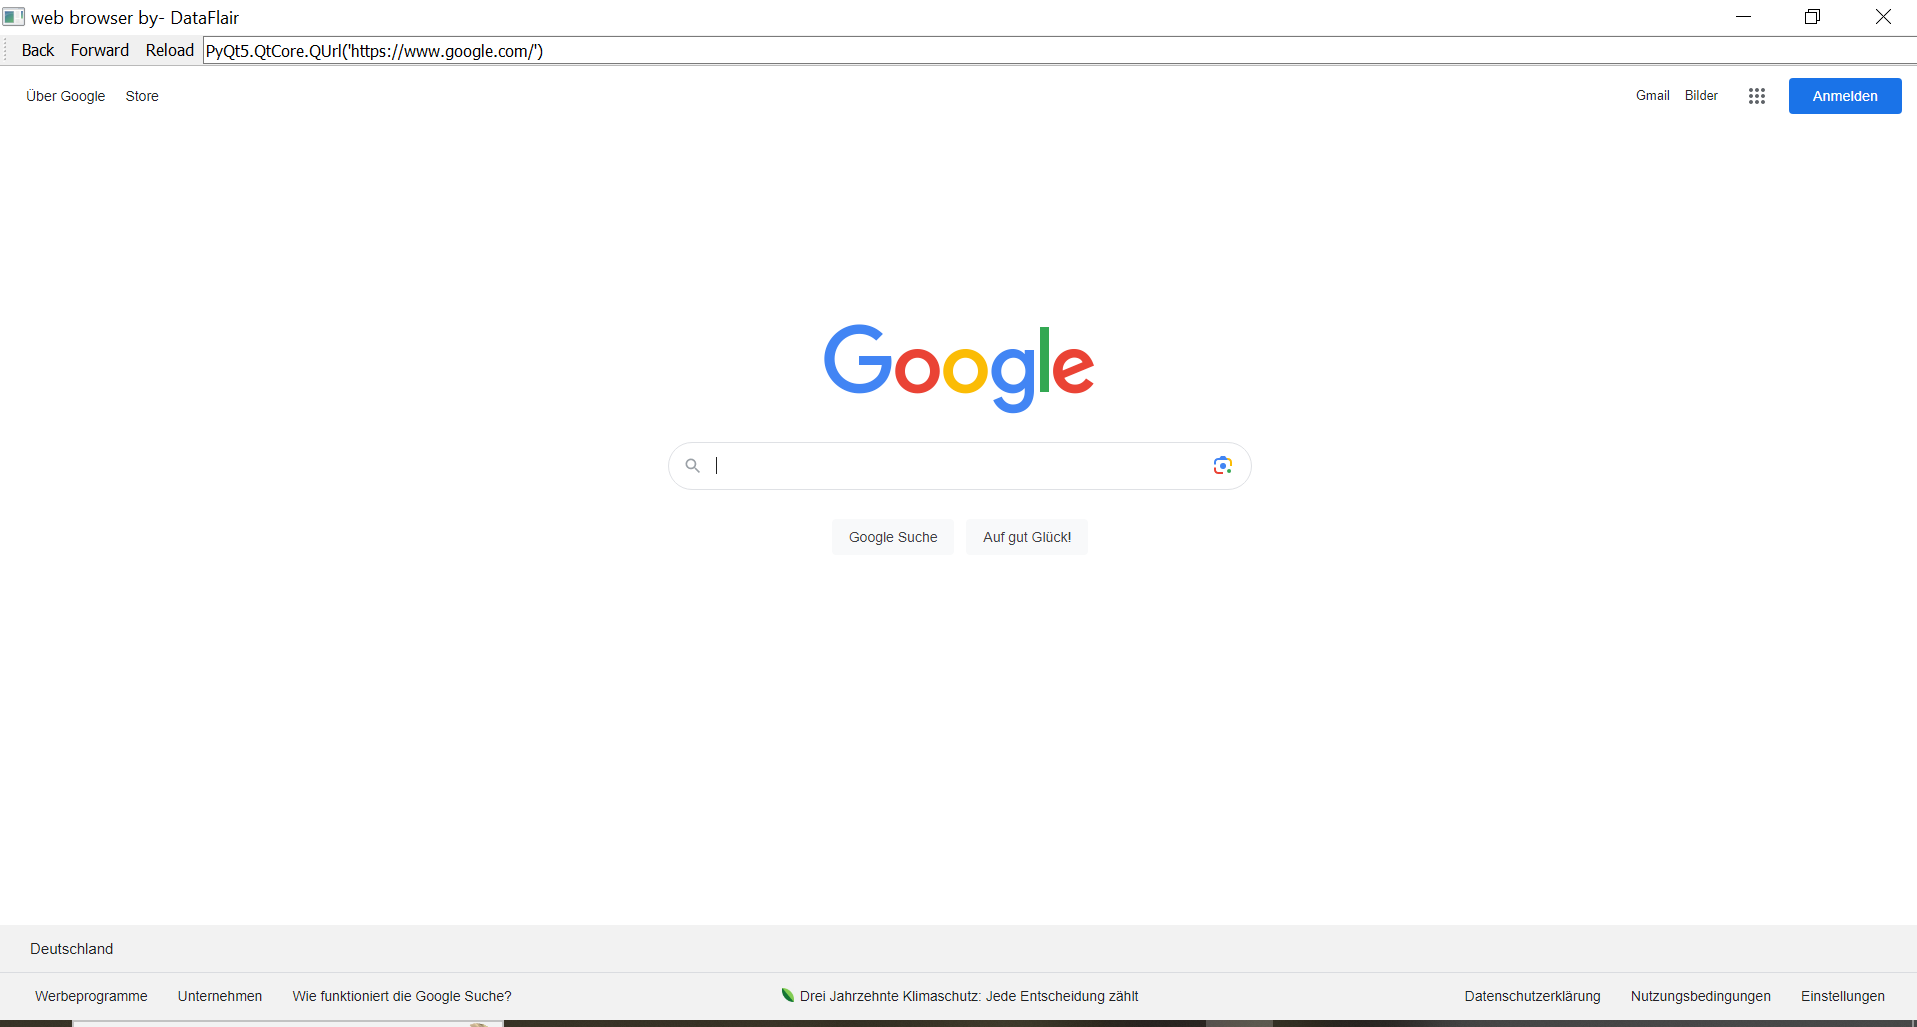 web browser by- DataFlair
Back Forward Reload PyQt5.QtCore.QUrl('https://www.google.com/')
Über Google Store Gmail Bilder Anmelden
Google
Google Suche Auf gut Glück!
Deutschland
Werbeprogramme Unternehmen Wie funktioniert die Google Suche? Drei Jahrzehnte Klimaschutz: Jede Entscheidung zählt Datenschutzerklärung Nutzungsbedingungen Einstellungen